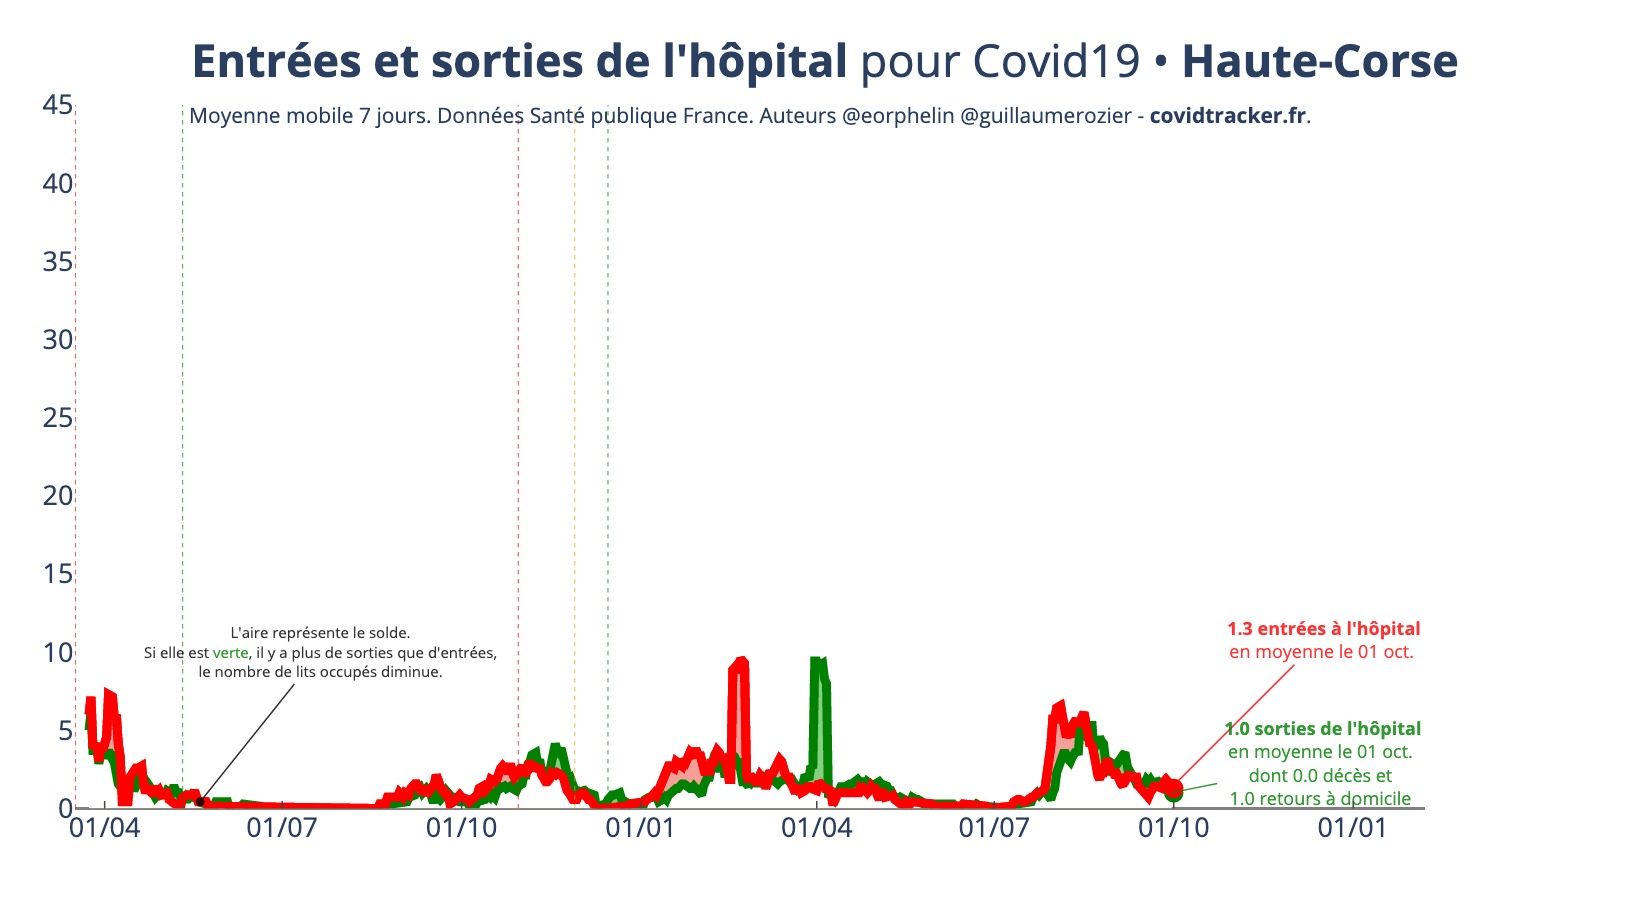 Entrées et sorties de l'hôpital pour Covid19 • Haute-Corse
Moyenne mobile 7 jours. Données Santé publique France. Auteurs @eorphelin @guillaumerozier - covidtracker.fr.
45
40
35
30
25
20
15
10
5
0
L'aire représente le solde.
Si elle est verte, il y a plus de sorties que d'entrées,
le nombre de lits occupés diminue.
1.3 entrées à l'hôpital
en moyenne le 01 oct.
1.0 sorties de l'hôpital
en moyenne le 01 oct.
dont 0.0 décès et
1.0 retours à domicile
01/04 01/07 01/10 01/01 01/04 01/07 01/10 01/01